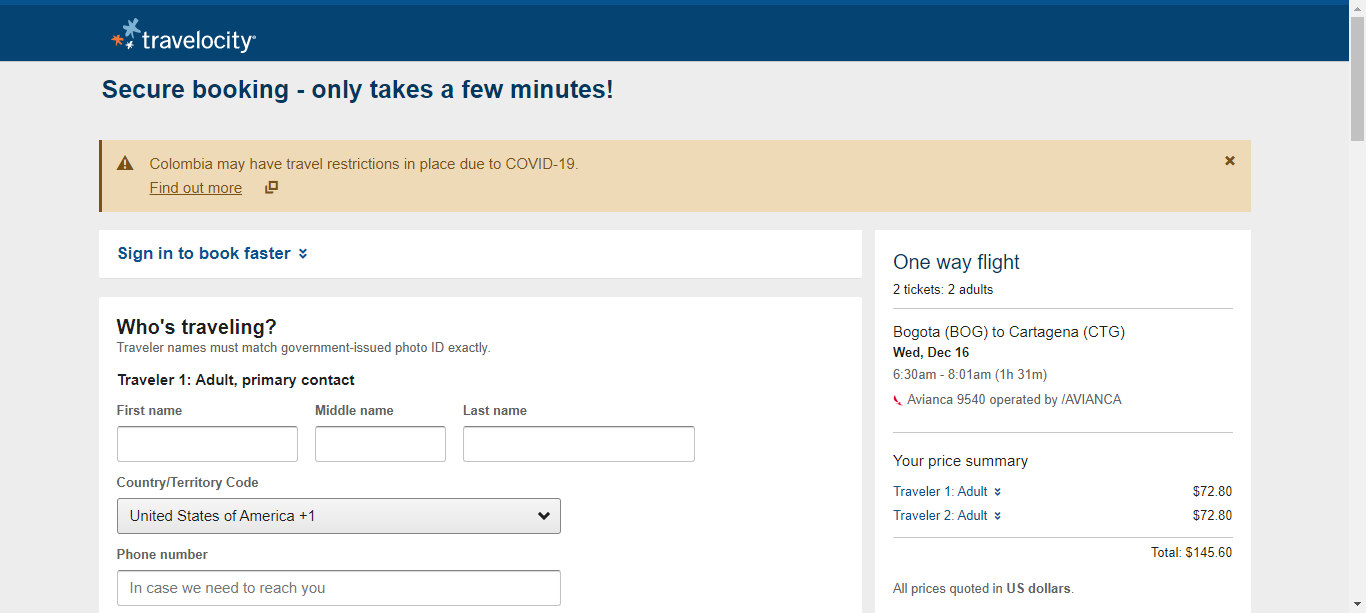 travelocity
Secure booking - only takes a few minutes!
Colombia may have travel restrictions in place due to COVID-19.
Find out more
Sign in to book faster
Who's traveling?
Traveler names must match government-issued photo ID exactly.
Traveler 1: Adult, primary contact
First name
Middle name
Last name
Country/Territory Code
United States of America +1
Phone number
In case we need to reach you
One way flight
2 tickets: 2 adults
Bogota (BOG) to Cartagena (CTG)
Wed, Dec 16
6:30am - 8:01am (1h 31m)
Avianca 9540 operated by /AVIANCA
Your price summary
Traveler 1: Adult $72.80
Traveler 2: Adult $72.80
Total: $145.60
All prices quoted in US dollars.